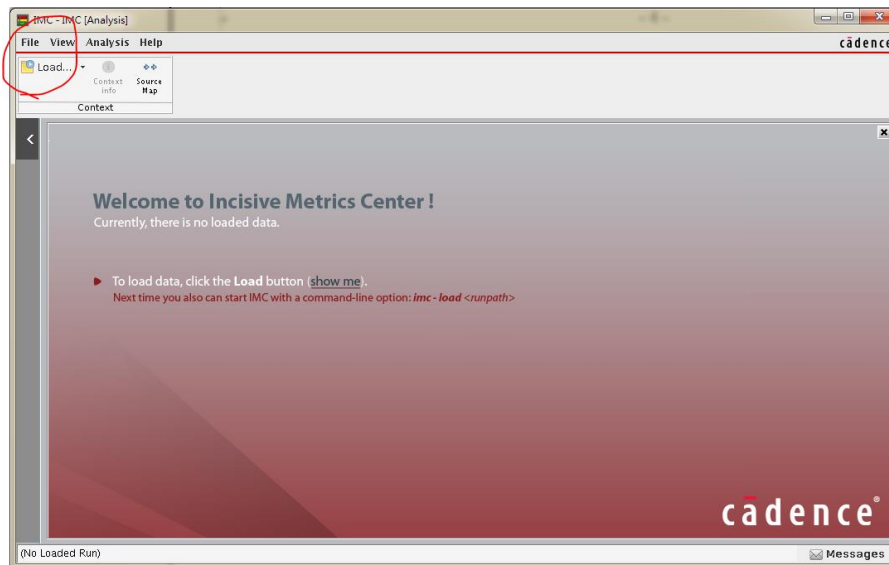 IMC - IMC [Analysis]
File View Analysis Help
cādence
Load...
Context info
Source Map
Context
<
Welcome to Incisive Metrics Center !
Currently, there is no loaded data.
To load data, click the Load button (show me).
Next time you also can start IMC with a command-line option: imc - load <runpath>
cādence®
(No Loaded Run)
Messages